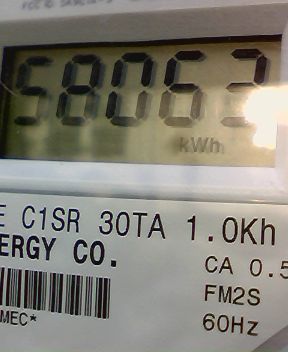 58063
kWh
E C1SR 30TA 1.0Kh
ERGY CO.
CA 0.5
FM2S
MEC*
60Hz